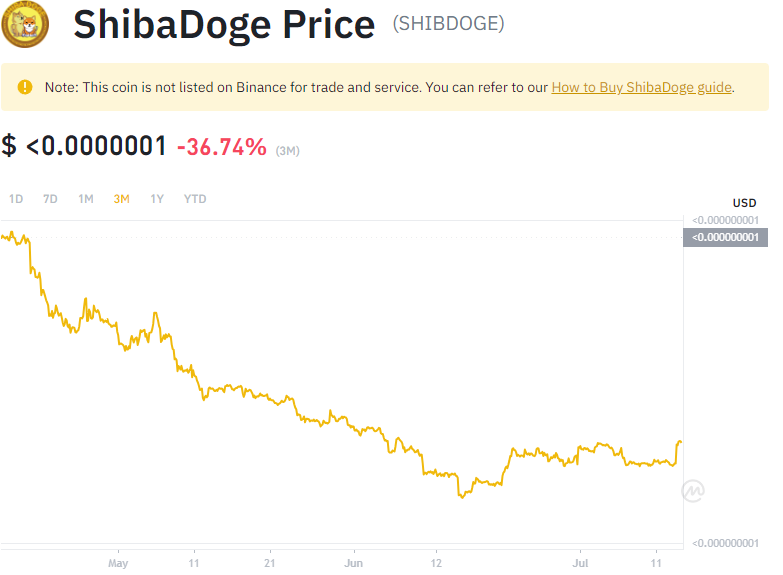 ShibaDoge Price (SHIBDOGE)
Note: This coin is not listed on Binance for trade and service. You can refer to our How to Buy ShibaDoge guide.
$ <0.0000001 -36.74% (3M)
1D 7D 1M 3M 1Y YTD
USD
<0.000000001
<0.000000001
<0.000000001
May 11 21 Jun 12 Jul 11